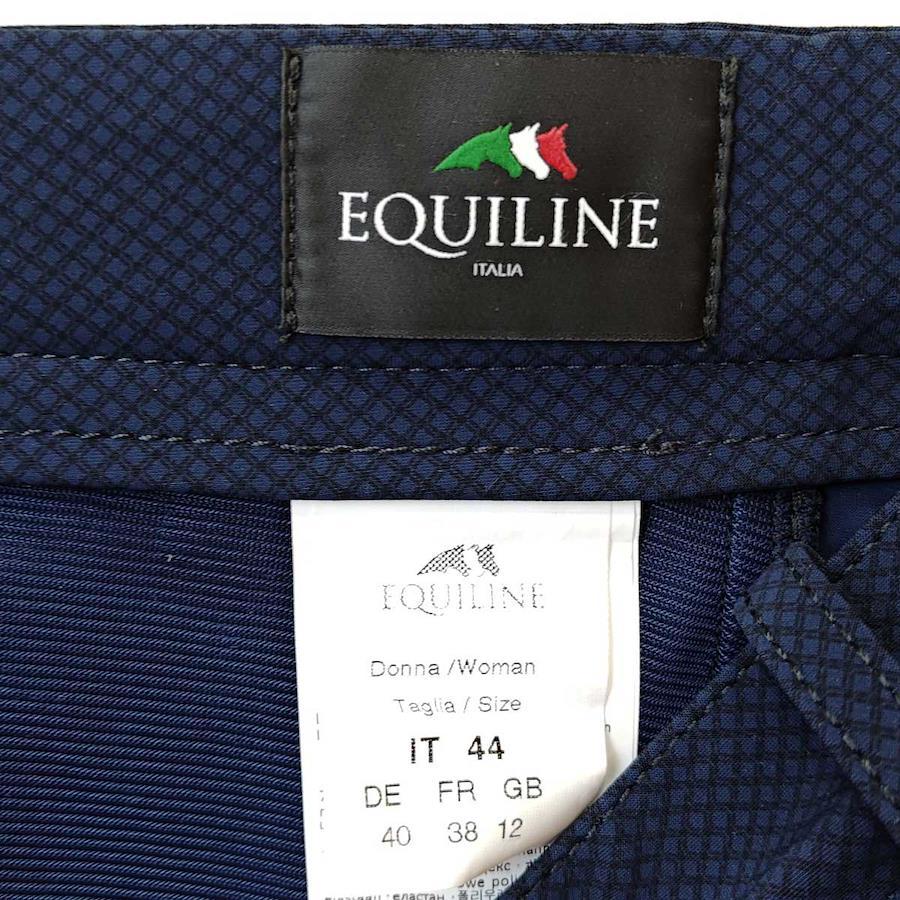 EQUILINE
ITALIA
EQUILINE
Donna /Woman
Taglia / Size
IT 44
DE FR GB
40 38 12